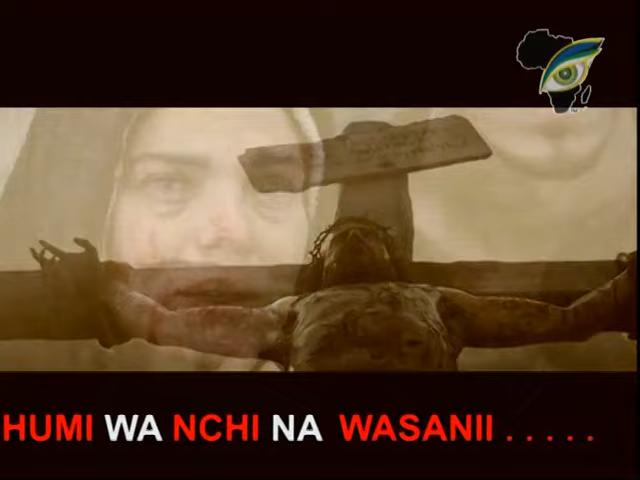 HUMI WA NCHI NA WASANII . . . . .